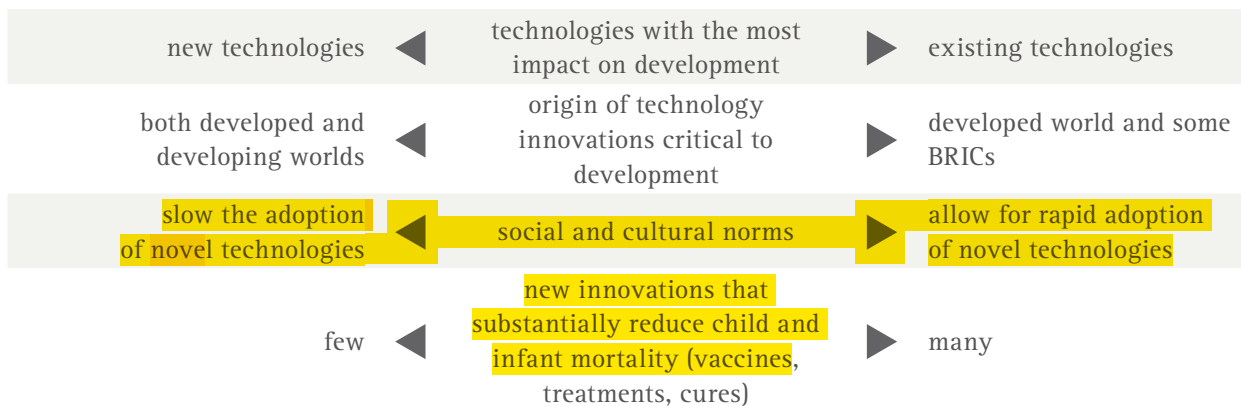 new technologies
technologies with the most
impact on development
existing technologies
both developed and
developing worlds
origin of technology
innovations critical to
development
developed world and some
BRICs
slow the adoption
of novel technologies
social and cultural norms
allow for rapid adoption
of novel technologies
few
new innovations that
substantially reduce child and
infant mortality (vaccines,
treatments, cures)
many